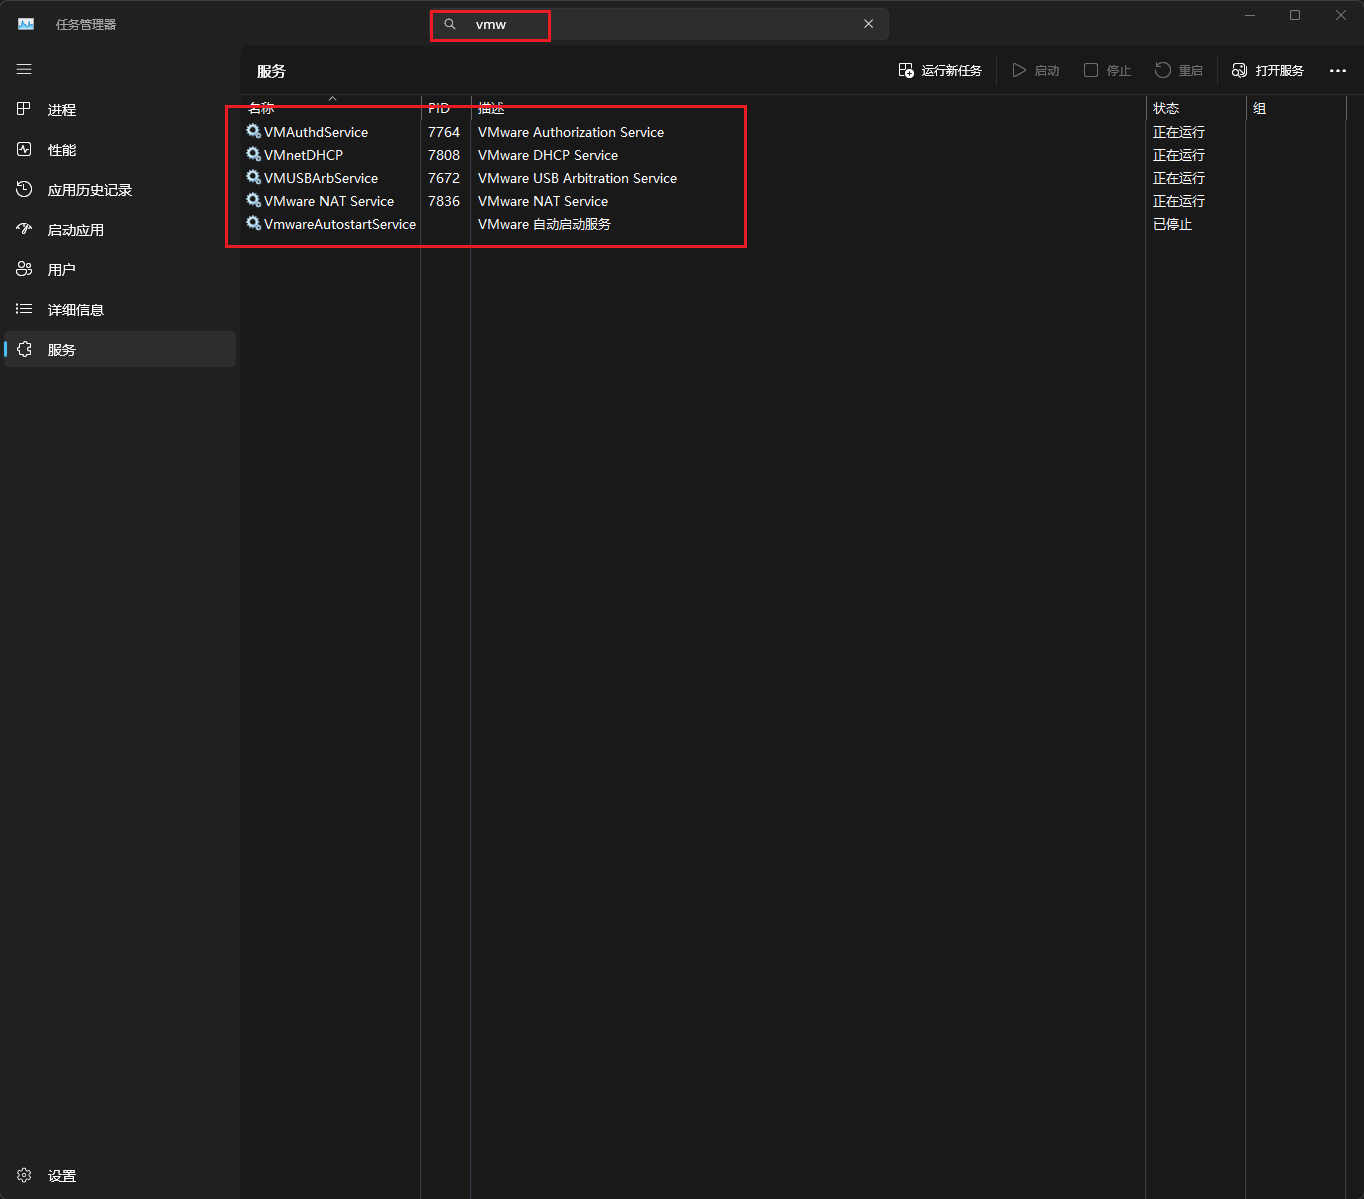 任务管理器
vmw
服务
运行新任务
启动
停止
重启
打开服务
进程
性能
应用历史记录
启动应用
用户
详细信息
服务
设置
名称 PID 描述 状态 组
VMAuthdService 7764 VMware Authorization Service 正在运行
VMnetDHCP 7808 VMware DHCP Service 正在运行
VMUSBArbService 7672 VMware USB Arbitration Service 正在运行
VMware NAT Service 7836 VMware NAT Service 正在运行
VmwareAutostartService VMware 自动启动服务 已停止